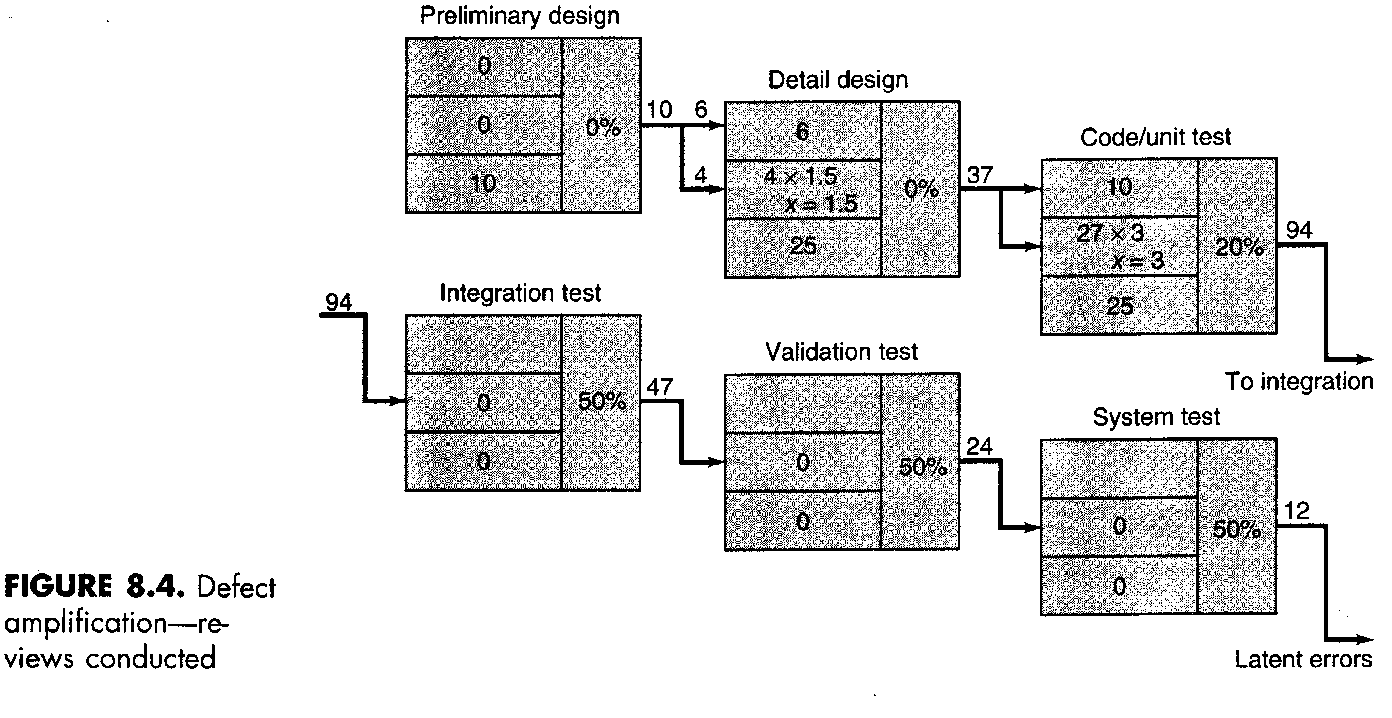 Preliminary design
0
0
10
0%
10
6
4
Detail design
6
4 × 1.5
x = 1.5
25
0%
37
Code/unit test
10
27 × 3
x = 3
25
20%
94
To integration
94
Integration test
0
0
50%
47
Validation test
0
0
50%
24
System test
0
0
50%
12
Latent errors
FIGURE 8.4. Defect
amplification—re-
views conducted